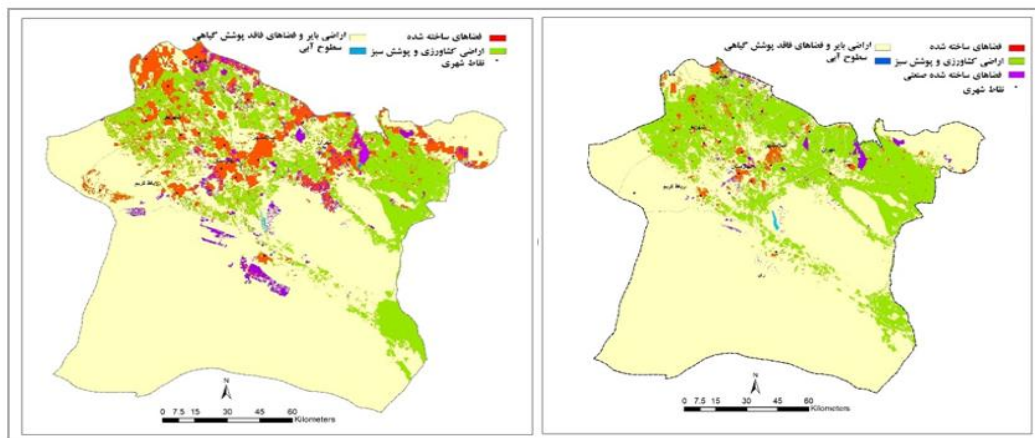 فضاهای ساخته شده
اراضی بایر و فضاهای فاقد پوشش گیاهی
اراضی کشاورزی و پوشش سبز
سطوح آبی
نقاط شهری
N
0 7.5 15 30 45 60
Kilometers
فضاهای ساخته شده
اراضی بایر و فضاهای فاقد پوشش گیاهی
اراضی کشاورزی و پوشش سبز
سطوح آبی
فضاهای ساخته شده صنعتی
نقاط شهری
رباط کریم
N
0 7.5 15 30 45 60
Kilometers